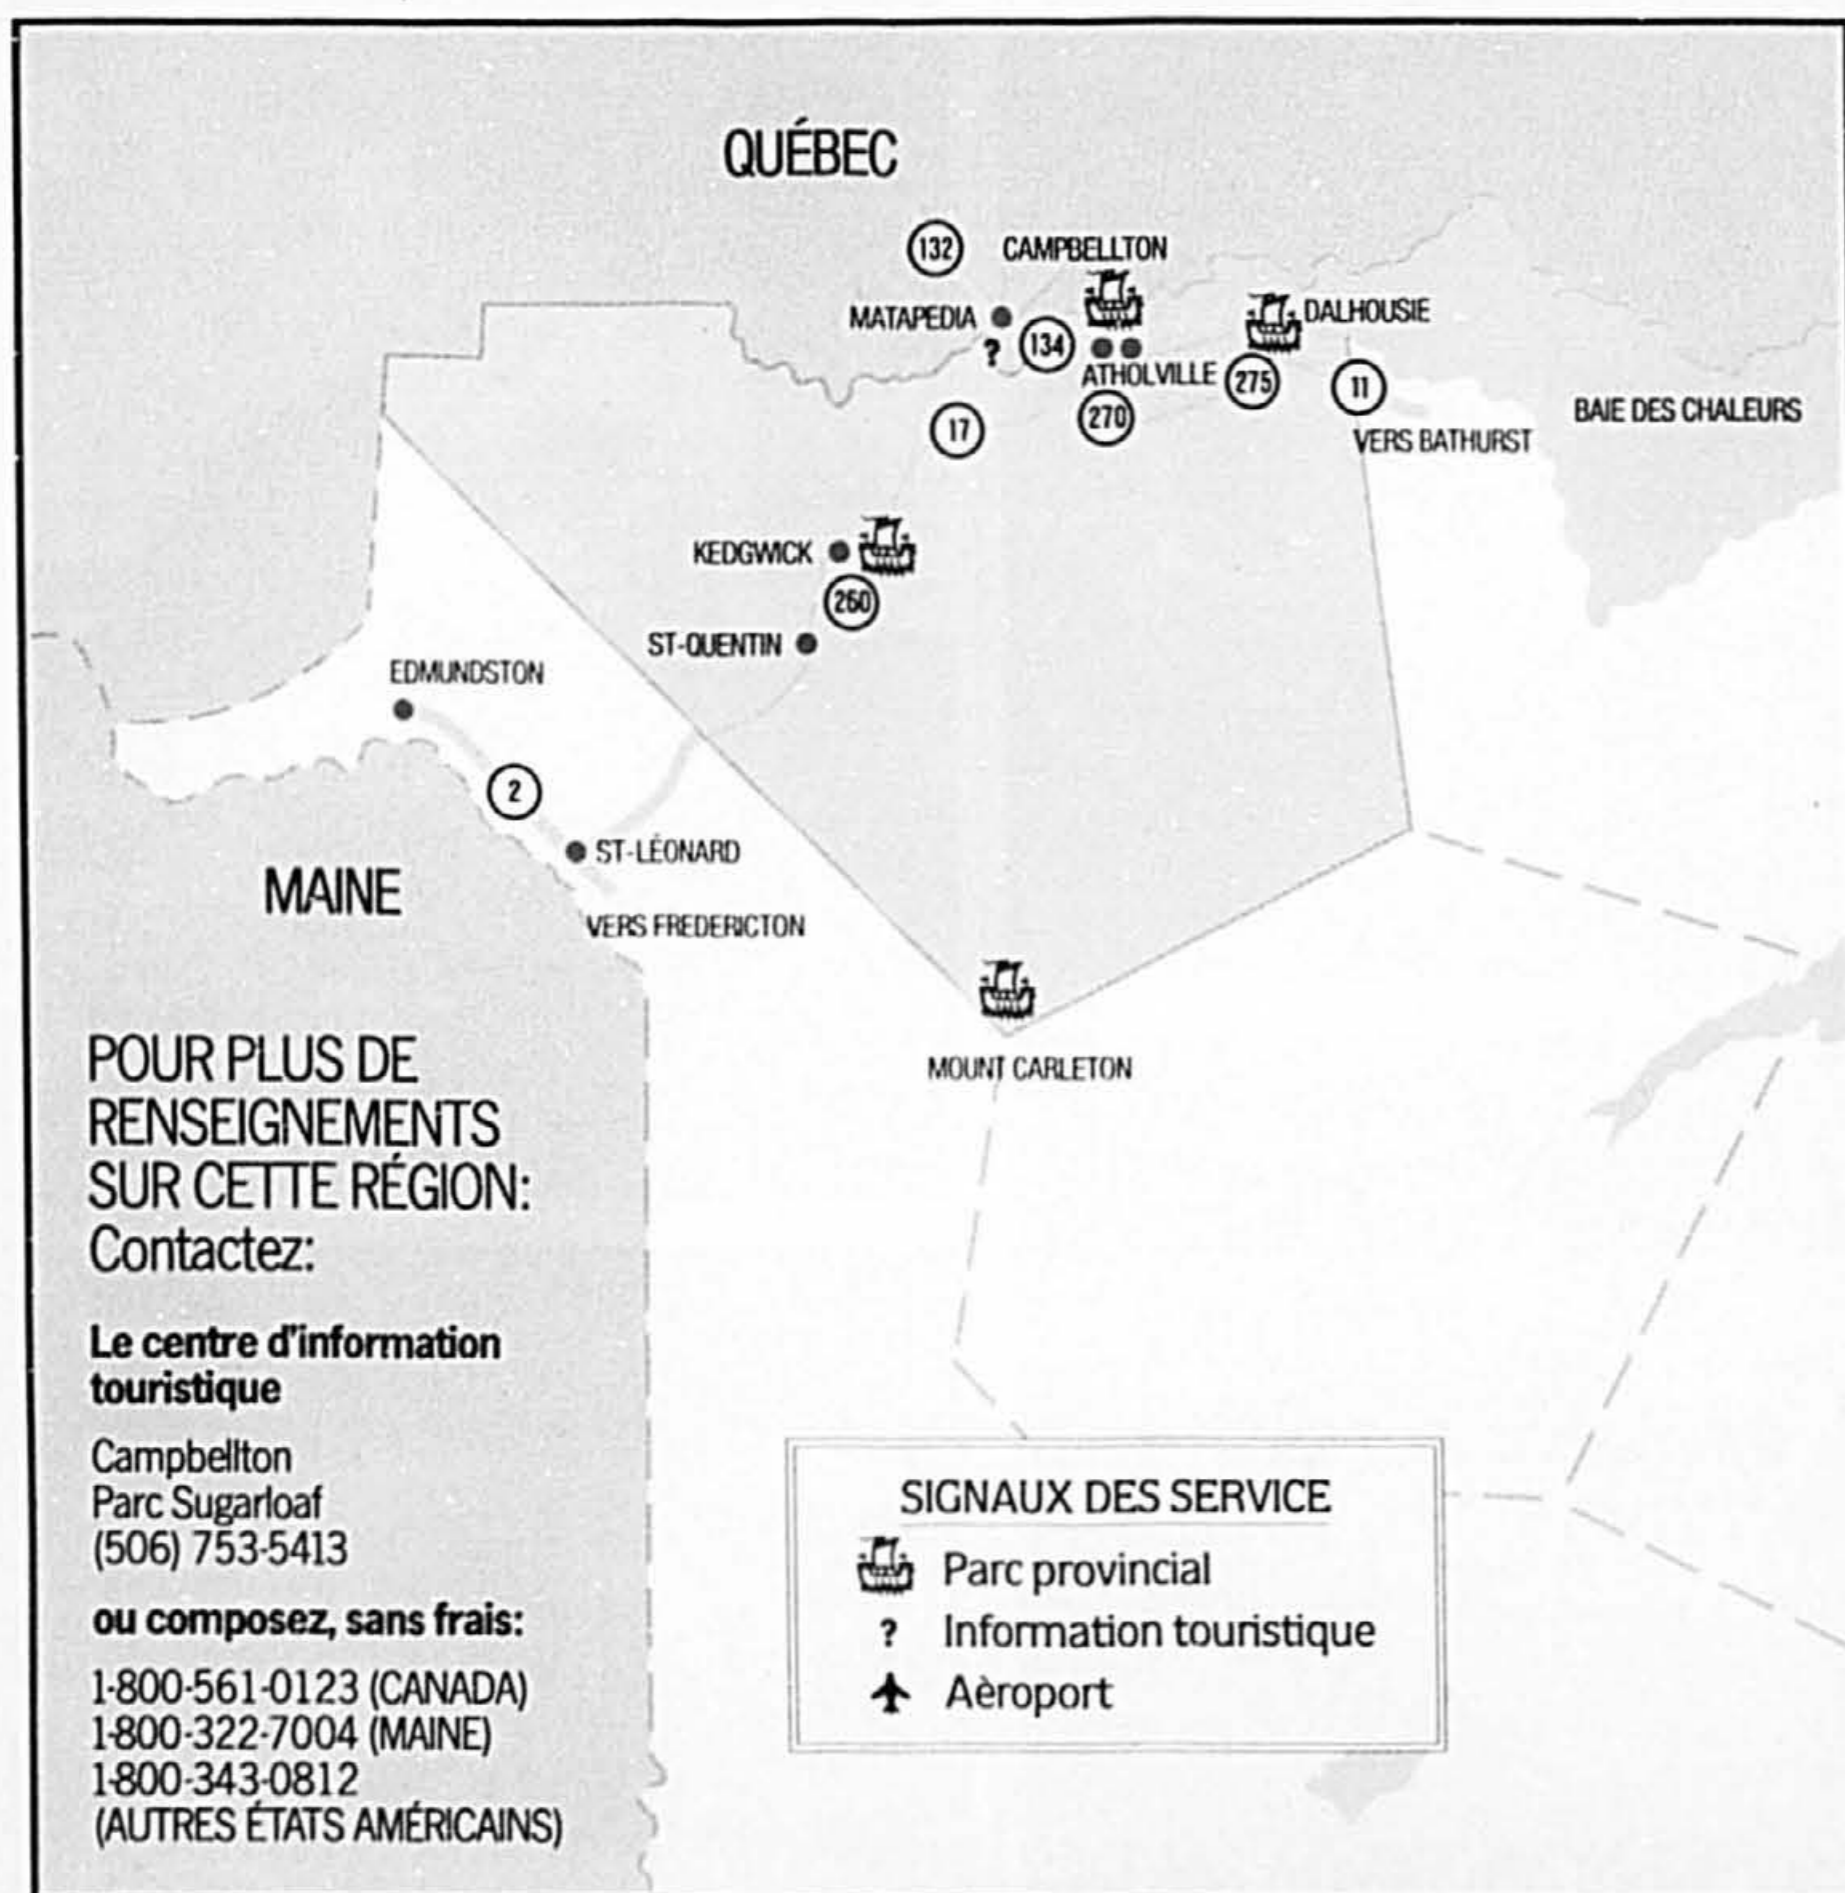 QUÉBEC
132
CAMPBELLTON
MATAPEDIA
DALHOUSIE
?
134
ATHOLVILLE
275
11
270
BAIE DES CHALEURS
17
VERS BATHURST
KEDGWICK
260
ST-QUENTIN
EDMUNDSTON
2
ST-LÉONARD
MAINE
VERS FREDERICTON
MOUNT CARLETON
POUR PLUS DE
RENSEIGNEMENTS
SUR CETTE RÉGION:
Contactez:
Le centre d'information
touristique
Campbellton
Parc Sugarloaf
(506) 753-5413
ou composez, sans frais:
1-800-561-0123 (CANADA)
1-800-322-7004 (MAINE)
1-800-343-0812
(AUTRES ÉTATS AMÉRICAINS)
SIGNAUX DES SERVICE
Parc provincial
? Information touristique
Aèroport